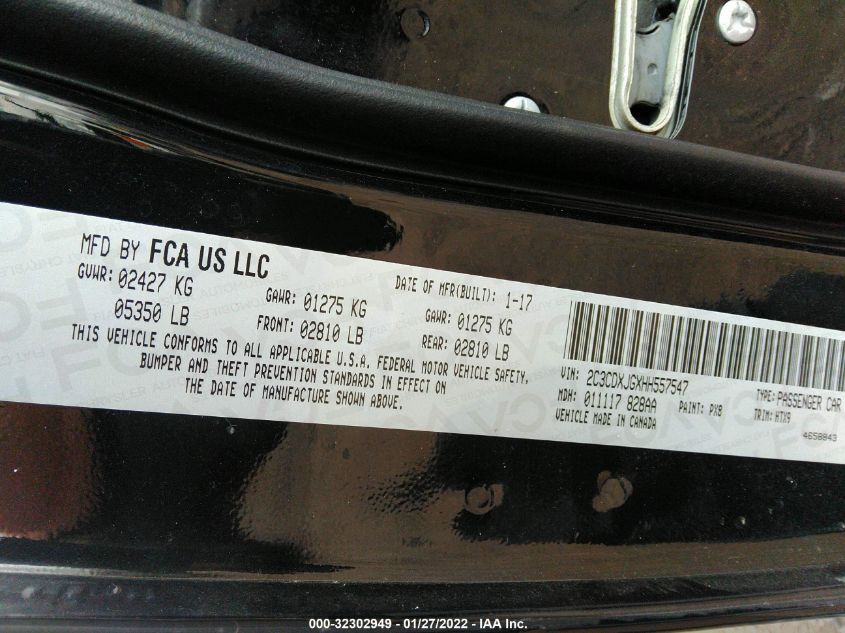 MFD BY FCA US LLC
DATE OF MFR(BUILT): 1-17
GVWR: 02427 KG
GAWR: 01275 KG
GAWR: 01275 KG
05350 LB
FRONT: 02810 LB
REAR: 02810 LB
THIS VEHICLE CONFORMS TO ALL APPLICABLE U.S.A. FEDERAL MOTOR VEHICLE SAFETY,
BUMPER AND THEFT PREVENTION STANDARDS IN EFFECT ON
THE DATE OF MANUFACTURE SHOWN ABOVE.
VIN: 2C3CDXJGXHH557547
TYPE: PASSENGER CAR
MDH: 011117 828AA
PAINT: PX8
TRIM: HTX9
VEHICLE MADE IN CANADA
4658843
000-32302949 — 01/27/2022 — IAA Inc.